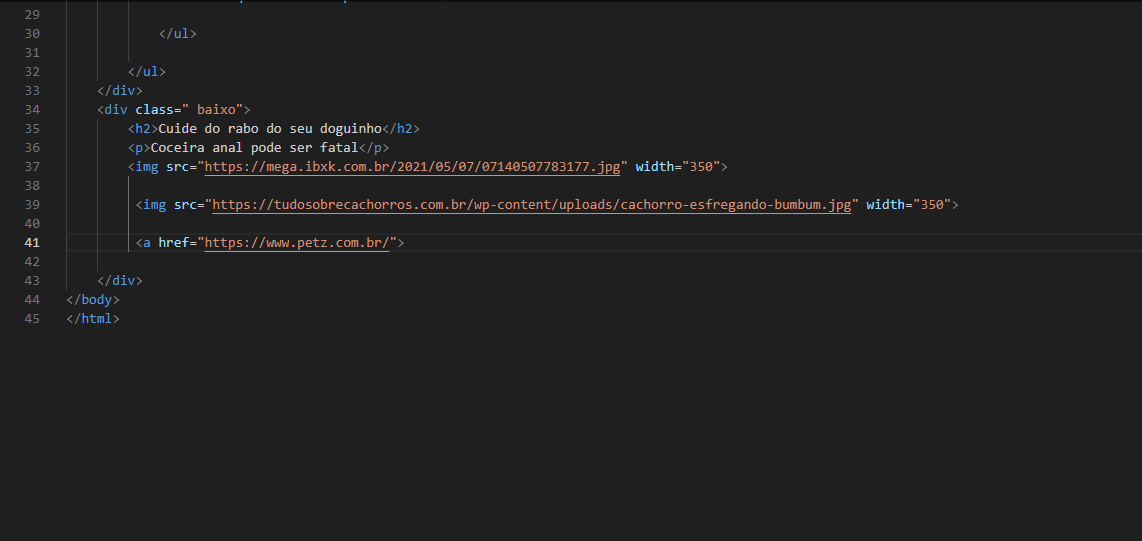 29
30 </ul>
31
32 </ul>
33 </div>
34 <div class=" baixo">
35 <h2>Cuide do rabo do seu doguinho</h2>
36 <p>Coceira anal pode ser fatal</p>
37 <img src="https://mega.ibxk.com.br/2021/05/07/07140507783177.jpg" width="350">
38
39 <img src="https://tudosobrecachorros.com.br/wp-content/uploads/cachorro-esfregando-bumbum.jpg" width="350">
40
41 <a href="https://www.petz.com.br/">
42
43 </div>
44 </body>
45 </html>